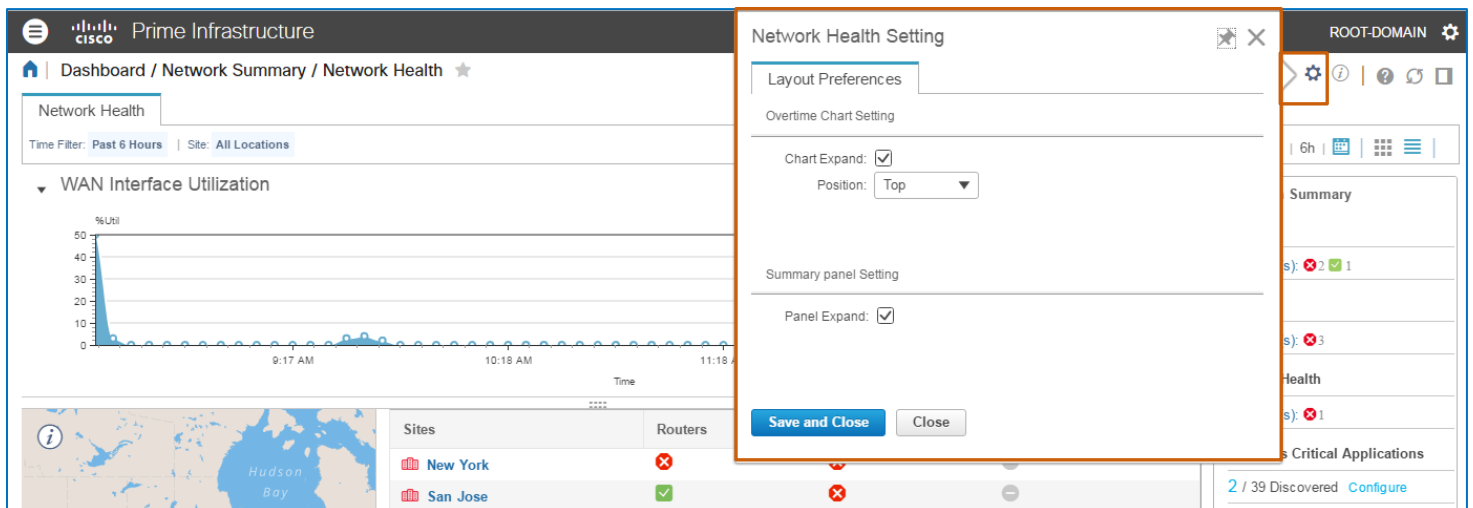 cisco Prime Infrastructure
ROOT-DOMAIN
Dashboard / Network Summary / Network Health
Network Health
Time Filter: Past 6 Hours | Site: All Locations
| 6h |
WAN Interface Utilization
%Util
50
40
30
20
10
0
9:17 AM
10:18 AM
11:18
Time
Network Health Setting
Layout Preferences
Overtime Chart Setting
Chart Expand:
Position: Top
Summary panel Setting
Panel Expand:
Save and Close Close
Summary
s): 2 1
s): 3
Health
s): 1
s Critical Applications
2 / 39 Discovered Configure
Hudson
Bay
Sites Routers
New York
San Jose